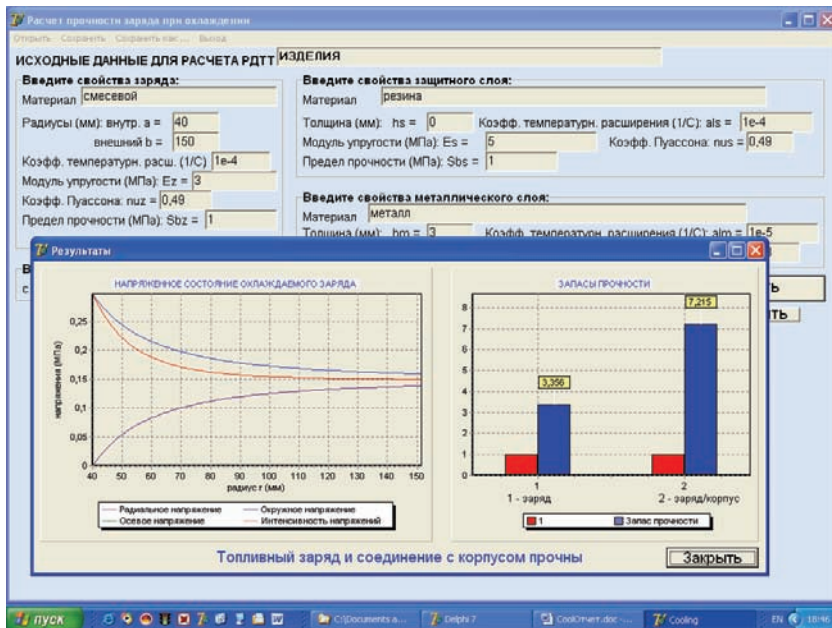 Расчет прочности заряда при охлаждении
Открыть Сохранить Сохранить как ... Выход
ИСХОДНЫЕ ДАННЫЕ ДЛЯ РАСЧЕТА РДТТ ИЗДЕЛИЯ
Введите свойства заряда:
Материал смесевой
Радиусы (мм): внутр. a = 40
внешний b = 150
Коэфф. температурн. расш. (1/С) 1e-4
Модуль упругости (МПа): Ez = 3
Коэфф. Пуассона: nuz = 0,49
Предел прочности (МПа): Sbz = 1
Введите свойства защитного слоя:
Материал резина
Толщина (мм): hs = 0 Коэфф. температурн. расширения (1/С): als = 1e-4
Модуль упругости (МПа): Es = 5 Коэфф. Пуассона: nus = 0,49
Предел прочности (МПа): Sbs = 1
Введите свойства металлического слоя:
Материал металл
Толщина (мм): hm = 3 Коэфф. температурн. расширения (1/С): alm = 1e-5
Результаты
НАПРЯЖЕННОЕ СОСТОЯНИЕ ОХЛАЖДАЕМОГО ЗАРЯДА
напряжения (МПа)
0,25
0,2
0,15
0,1
0,05
0
40 50 60 70 80 90 100 110 120 130 140 150
радиус r (мм)
Радиальное напряжение Окружное напряжение
Осевое напряжение Интенсивность напряжений
ЗАПАСЫ ПРОЧНОСТИ
8
7
6
5
4
3
2
1
0
3,356
7,215
1 2
1 - заряд 2 - заряд/корпус
1 Запас прочности
Топливный заряд и соединение с корпусом прочны
Закрыть
пуск
C:\Documents a...
Delphi 7
CoolОтчет.doc -...
Cooling
EN
18:46